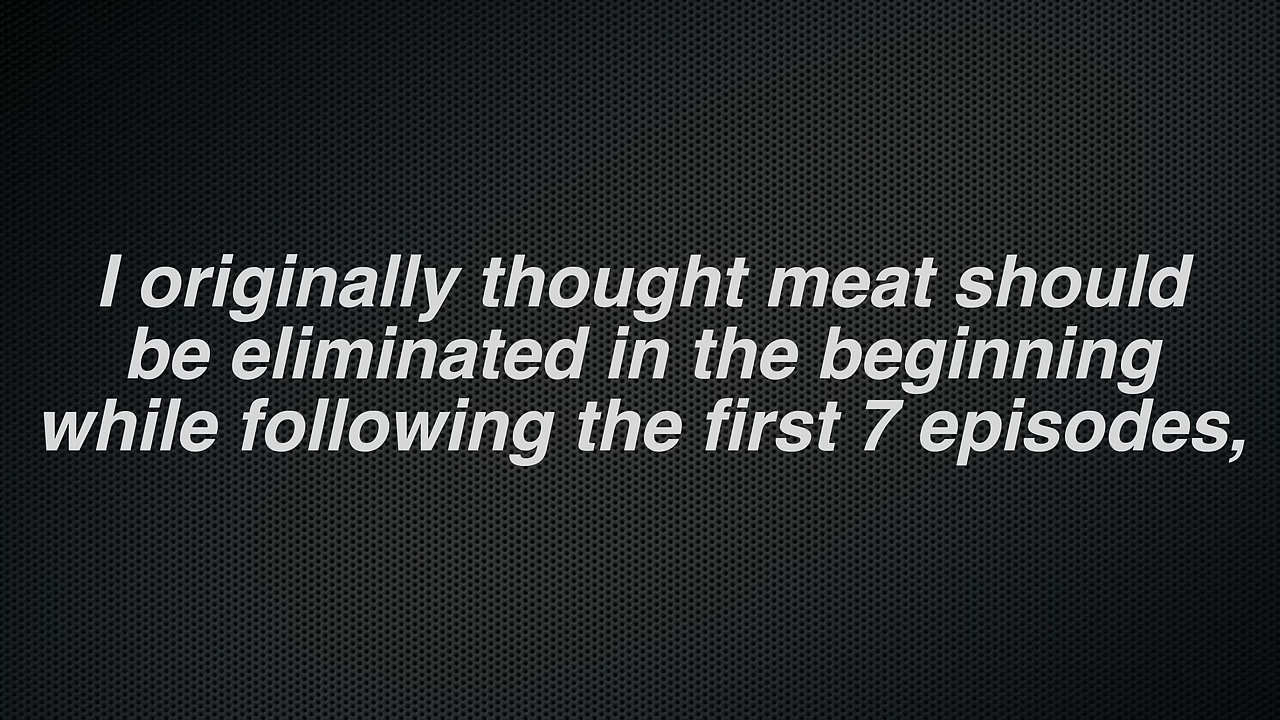 I originally thought meat should
be eliminated in the beginning
while following the first 7 episodes,